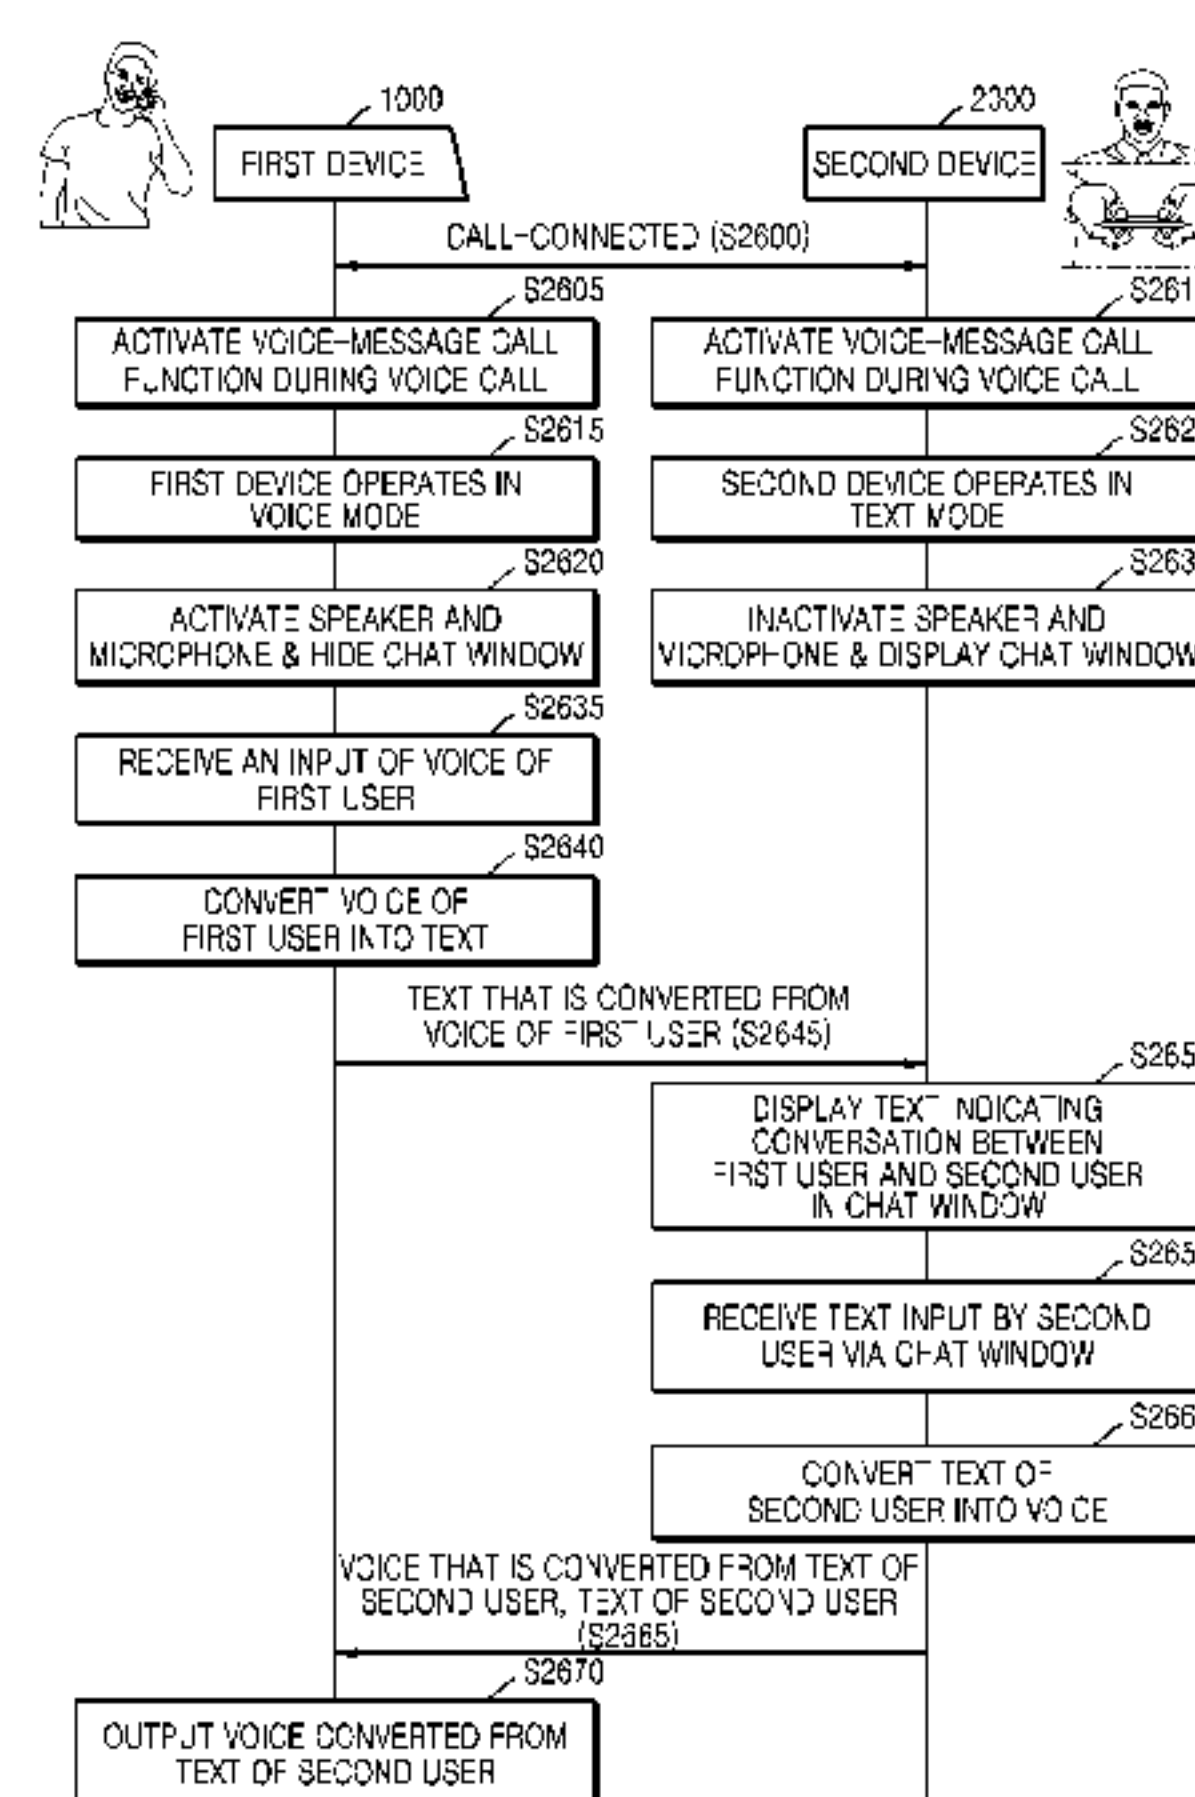 1000
2000
FIRST DEVICE
SECOND DEVICE
CALL-CONNECTED (S2600)
S2605
S261
ACTIVATE VOICE-MESSAGE CALL
FUNCTION DURING VOICE CALL
ACTIVATE VOICE-MESSAGE CALL
FUNCTION DURING VOICE CALL
S2615
S262
FIRST DEVICE OPERATES IN
VOICE MODE
SECOND DEVICE OPERATES IN
TEXT MODE
S2620
S263
ACTIVATE SPEAKER AND
MICROPHONE & HIDE CHAT WINDOW
INACTIVATE SPEAKER AND
MICROPHONE & DISPLAY CHAT WINDOW
S2635
RECEIVE AN INPUT OF VOICE OF
FIRST USER
S2640
CONVERT VOICE OF
FIRST USER INTO TEXT
TEXT THAT IS CONVERTED FROM
VOICE OF FIRST USER (S2645)
S265
DISPLAY TEXT INDICATING
CONVERSATION BETWEEN
FIRST USER AND SECOND USER
IN CHAT WINDOW
S265
RECEIVE TEXT INPUT BY SECOND
USER VIA CHAT WINDOW
S266
CONVERT TEXT OF
SECOND USER INTO VOICE
VOICE THAT IS CONVERTED FROM TEXT OF
SECOND USER, TEXT OF SECOND USER
(S2665)
S2670
OUTPUT VOICE CONVERTED FROM
TEXT OF SECOND USER